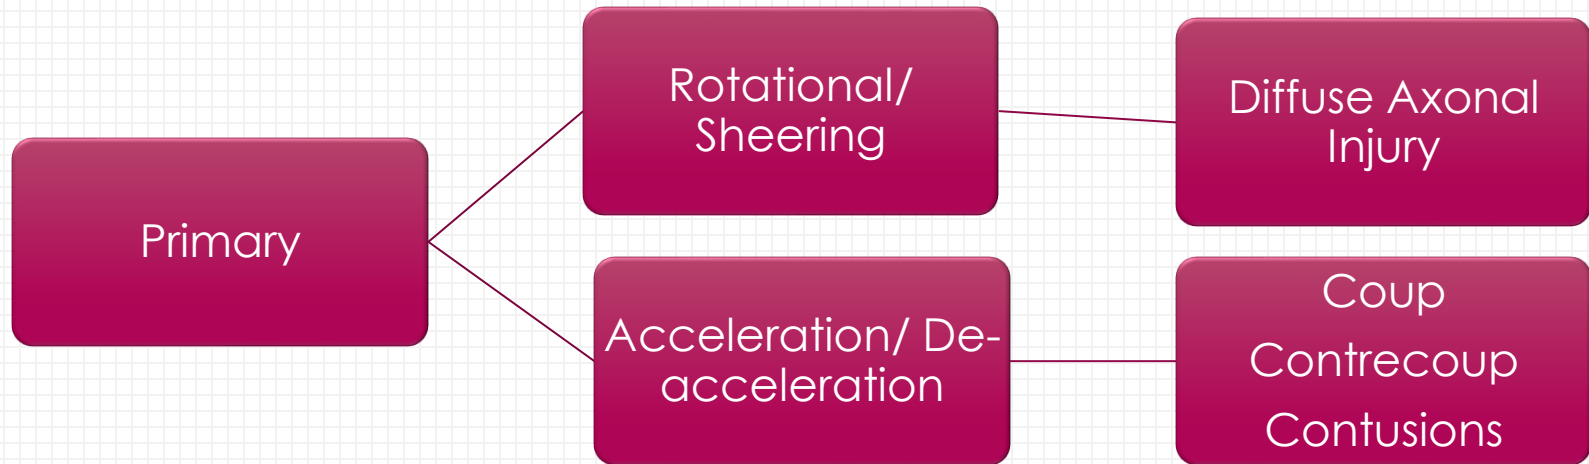 Primary
Rotational/
Sheering
Diffuse Axonal
Injury
Acceleration/ De-
acceleration
Coup
Contrecoup
Contusions